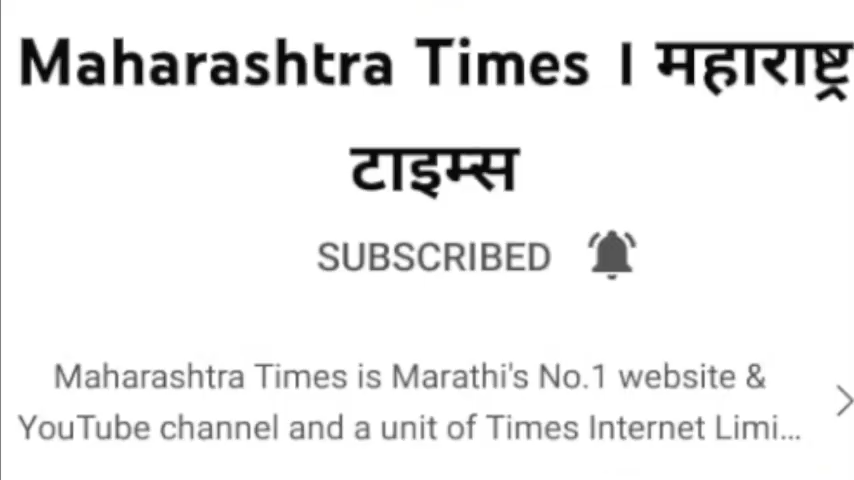 Maharashtra Times । महाराष्ट्र
टाइम्स
SUBSCRIBED
Maharashtra Times is Marathi's No.1 website &
YouTube channel and a unit of Times Internet Limi...